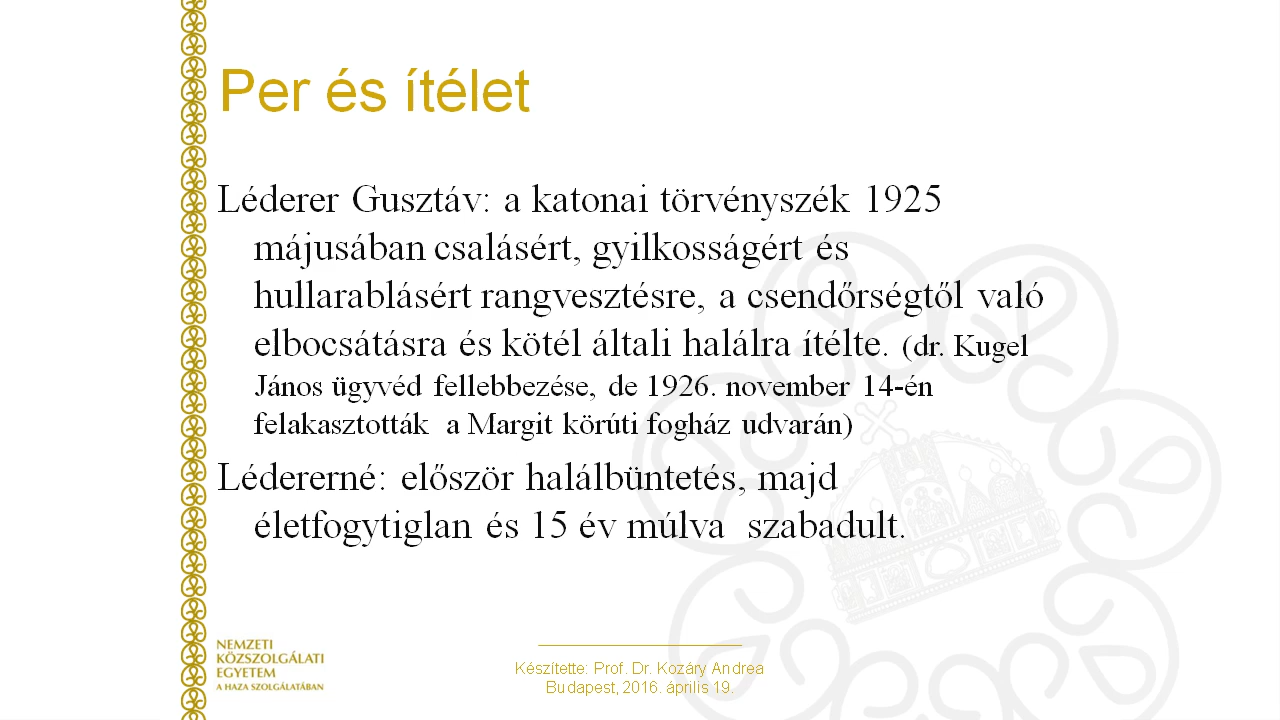 Per és ítélet
Léderer Gusztáv: a katonai törvényszék 1925
májusában csalásért, gyilkosságért és
hullarablásért rangvesztésre, a csendőrségtől való
elbocsátásra és kötél általi halálra ítélte. (dr. Kugel
János ügyvéd fellebbezése, de 1926. november 14-én
felakasztották a Margit körúti fogház udvarán)
Lédererné: először halálbüntetés, majd
életfogytiglan és 15 év múlva szabadult.
NEMZETI
KÖZSZOLGÁLATI
EGYETEM
A HAZA SZOLGÁLATÁBAN
Készítette: Prof. Dr. Kozáry Andrea
Budapest, 2016. április 19.